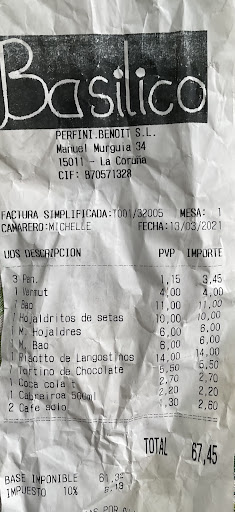 Basilico
PERFINI.BENOIT S.L.
Manuel Murguia 34
15011 - La Coruña
CIF: B70571328
FACTURA SIMPLIFICADA:T001/32005 MESA: 1
CAMARERO:MICHELLE FECHA:13/03/2021
UDS DESCRIPCION PVP IMPORTE
3 Pan. 1,15 3,45
1 Vermut 4,00 4,00
Bao 11,00 11,00
Hojaldritos de setas 10,00 10,00
M. Hojaldres 6,00 6,00
1 M. Bao 6,00 6,00
Risotto de Langostinos 14,00 14,00
Tortino de Chocolate 5,50 5,50
1 Coca cola 2,70 2,70
1 Cabreiroa 500ml 2,20 2,20
2 Cafe solo 1,30 2,60
TOTAL 67,45
BASE IMPONIBLE
IMPUESTO 10%
POR